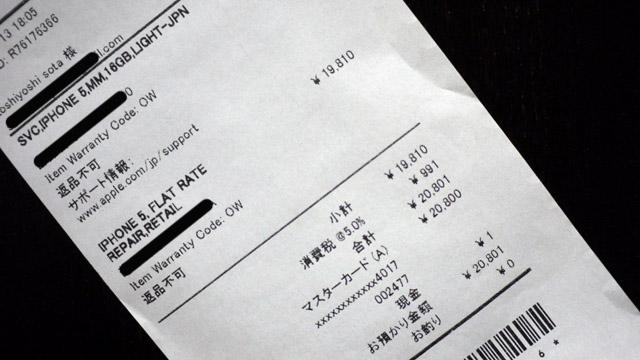 13 18:05
D: R76176366
oshiyoshi sota 様
l.com
SVC,IPHONE 5,MM,16GB,LIGHT-JPN
¥ 19,810
0
Item Warranty Code: OW
返品不可
サポート情報:
www.apple.com/jp/support
IPHONE 5, FLAT RATE
REPAIR,RETAIL
Item Warranty Code: OW
返品不可
小計 ¥ 19,810
消費税 @5.0% ¥ 991
合計 ¥ 20,801
マスターカード (A) ¥ 20,800
xxxxxxxxxxxx4017
002477
現金 ¥ 1
お預かり金額 ¥ 20,801
お釣り ¥ 0
6 *